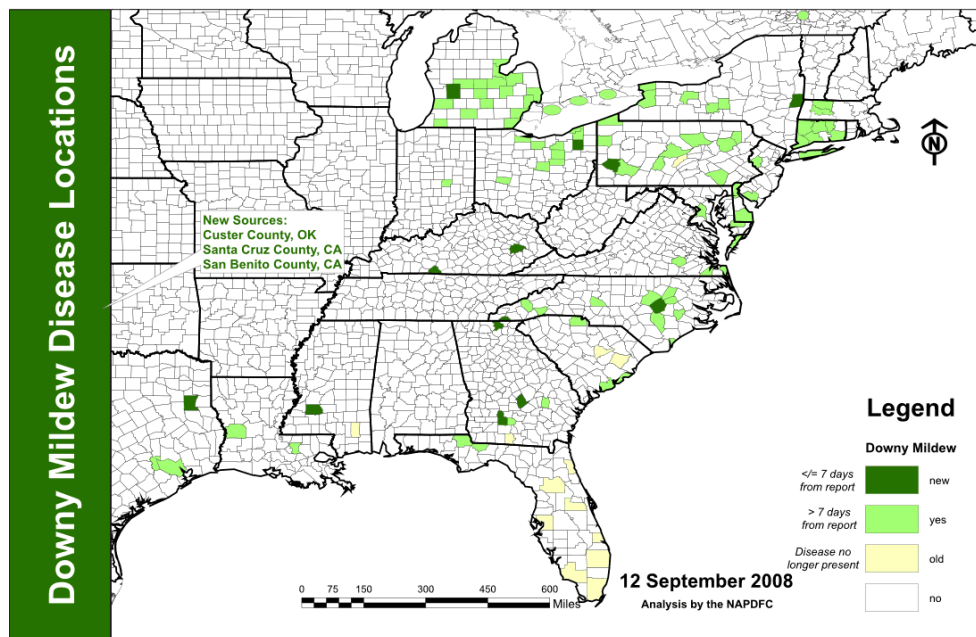 Downy Mildew Disease Locations
New Sources:
Custer County, OK
Santa Cruz County, CA
San Benito County, CA
N
Legend
Downy Mildew
</= 7 days
from report
new
> 7 days
from report
yes
Disease no
longer present
old
no
12 September 2008
Analysis by the NAPDFC
0 75 150 300 450 600
Miles